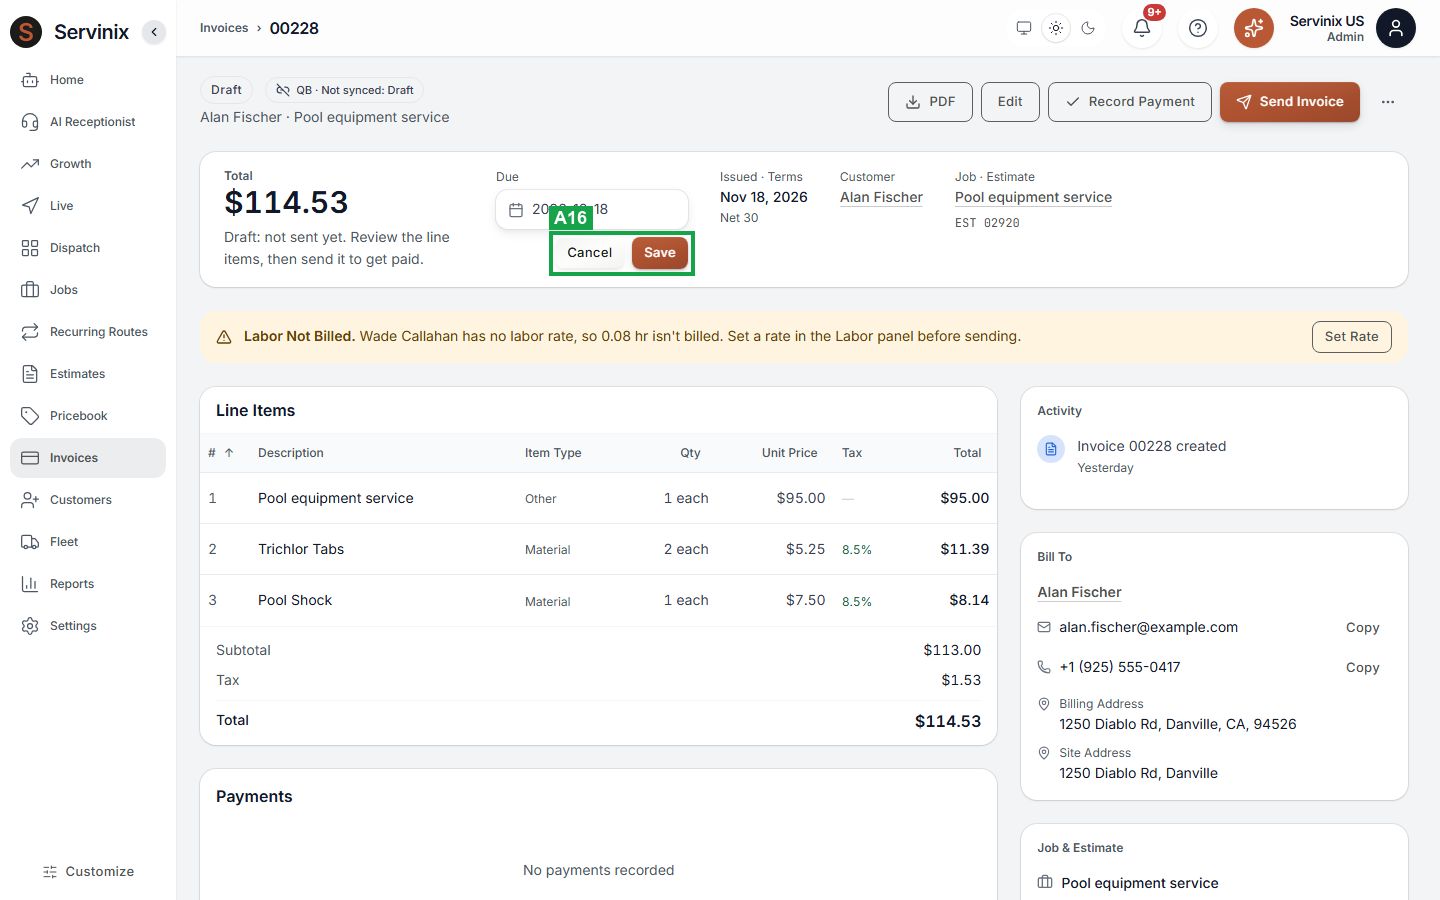 Servinix
Home
AI Receptionist
Growth
Live
Dispatch
Jobs
Recurring Routes
Estimates
Pricebook
Invoices
Customers
Fleet
Reports
Settings
Customize
Invoices › 00228
9+
Servinix US
Admin
Draft
QB · Not synced: Draft
Alan Fischer · Pool equipment service
PDF
Edit
Record Payment
Send Invoice
Total
$114.53
Draft: not sent yet. Review the line
items, then send it to get paid.
Due
A16
Cancel
Save
Issued · Terms
Nov 18, 2026
Net 30
Customer
Alan Fischer
Job · Estimate
Pool equipment service
EST 02920
Labor Not Billed. Wade Callahan has no labor rate, so 0.08 hr isn't billed. Set a rate in the Labor panel before sending.
Set Rate
Line Items
# ↑ Description Item Type Qty Unit Price Tax Total
1 Pool equipment service Other 1 each $95.00 — $95.00
2 Trichlor Tabs Material 2 each $5.25 8.5% $11.39
3 Pool Shock Material 1 each $7.50 8.5% $8.14
Subtotal $113.00
Tax $1.53
Total $114.53
Payments
No payments recorded
Activity
Invoice 00228 created
Yesterday
Bill To
Alan Fischer
alan.fischer@example.com Copy
+1 (925) 555-0417 Copy
Billing Address
1250 Diablo Rd, Danville, CA, 94526
Site Address
1250 Diablo Rd, Danville
Job & Estimate
Pool equipment service